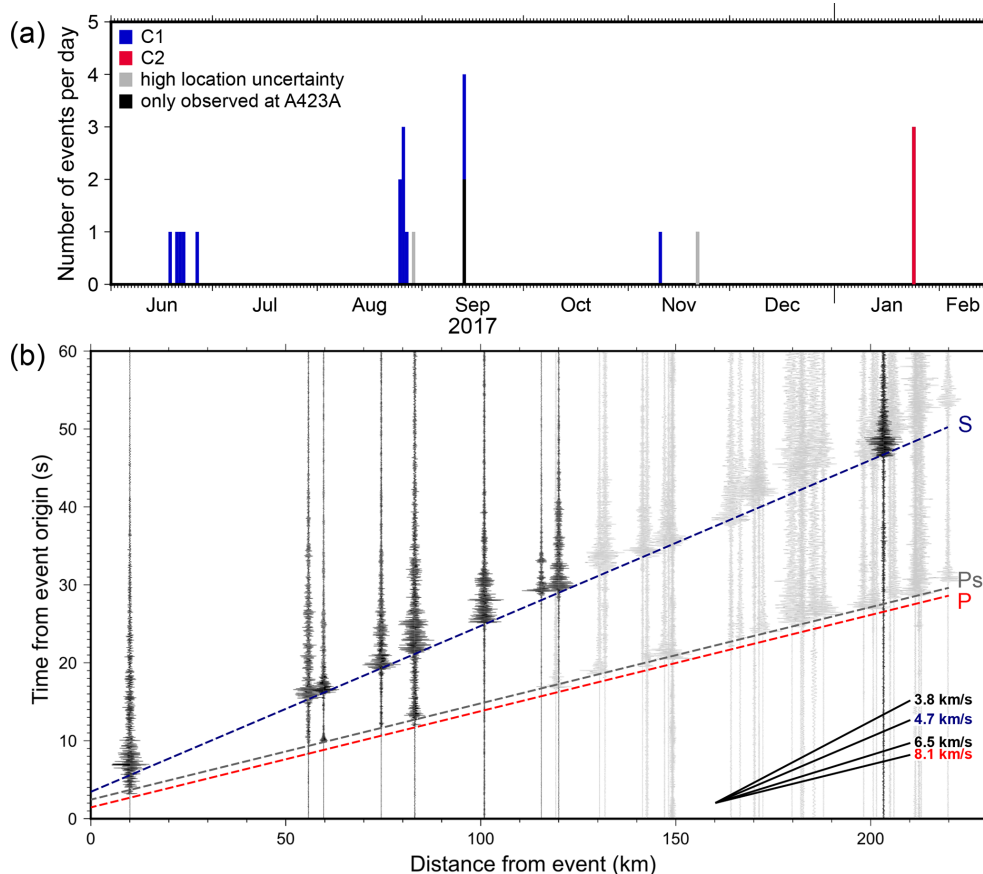 (a)
Number of events per day
5
4
3
2
1
0
C1
C2
high location uncertainty
only observed at A423A
Jun Jul Aug Sep Oct Nov Dec Jan Feb
2017
(b)
Time from event origin (s)
60
50
40
30
20
10
0
S
Ps
P
3.8 km/s
4.7 km/s
6.5 km/s
8.1 km/s
0 50 100 150 200
Distance from event (km)